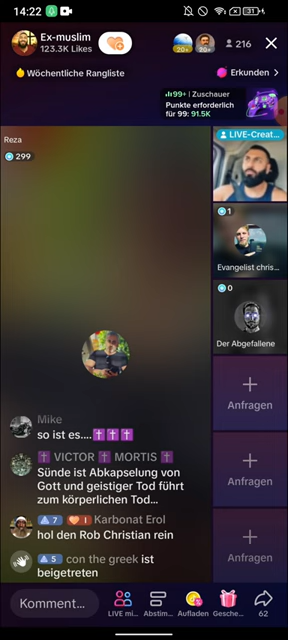 14:22
31
Ex-muslim
123.3K Likes
20+
20+
216
Wöchentliche Rangliste
Erkunden
99+ | Zuschauer
Punkte erforderlich
für 99: 91.5K
Reza
299
LIVE-Creat...
1
Evangelist chris...
0
Der Abgefallene
Anfragen
Anfragen
Anfragen
Mike
so ist es....✝️✝️✝️
✝️ VICTOR ✝️ MORTIS ✝️
Sünde ist Abkapselung von
Gott und geistiger Tod führt
zum körperlichen Tod...
7 I Karbonat Erol
hol den Rob Christian rein
5 con the greek ist
beigetreten
Komment...
LIVE mi...
Abstim...
Aufladen
Gesche...
62